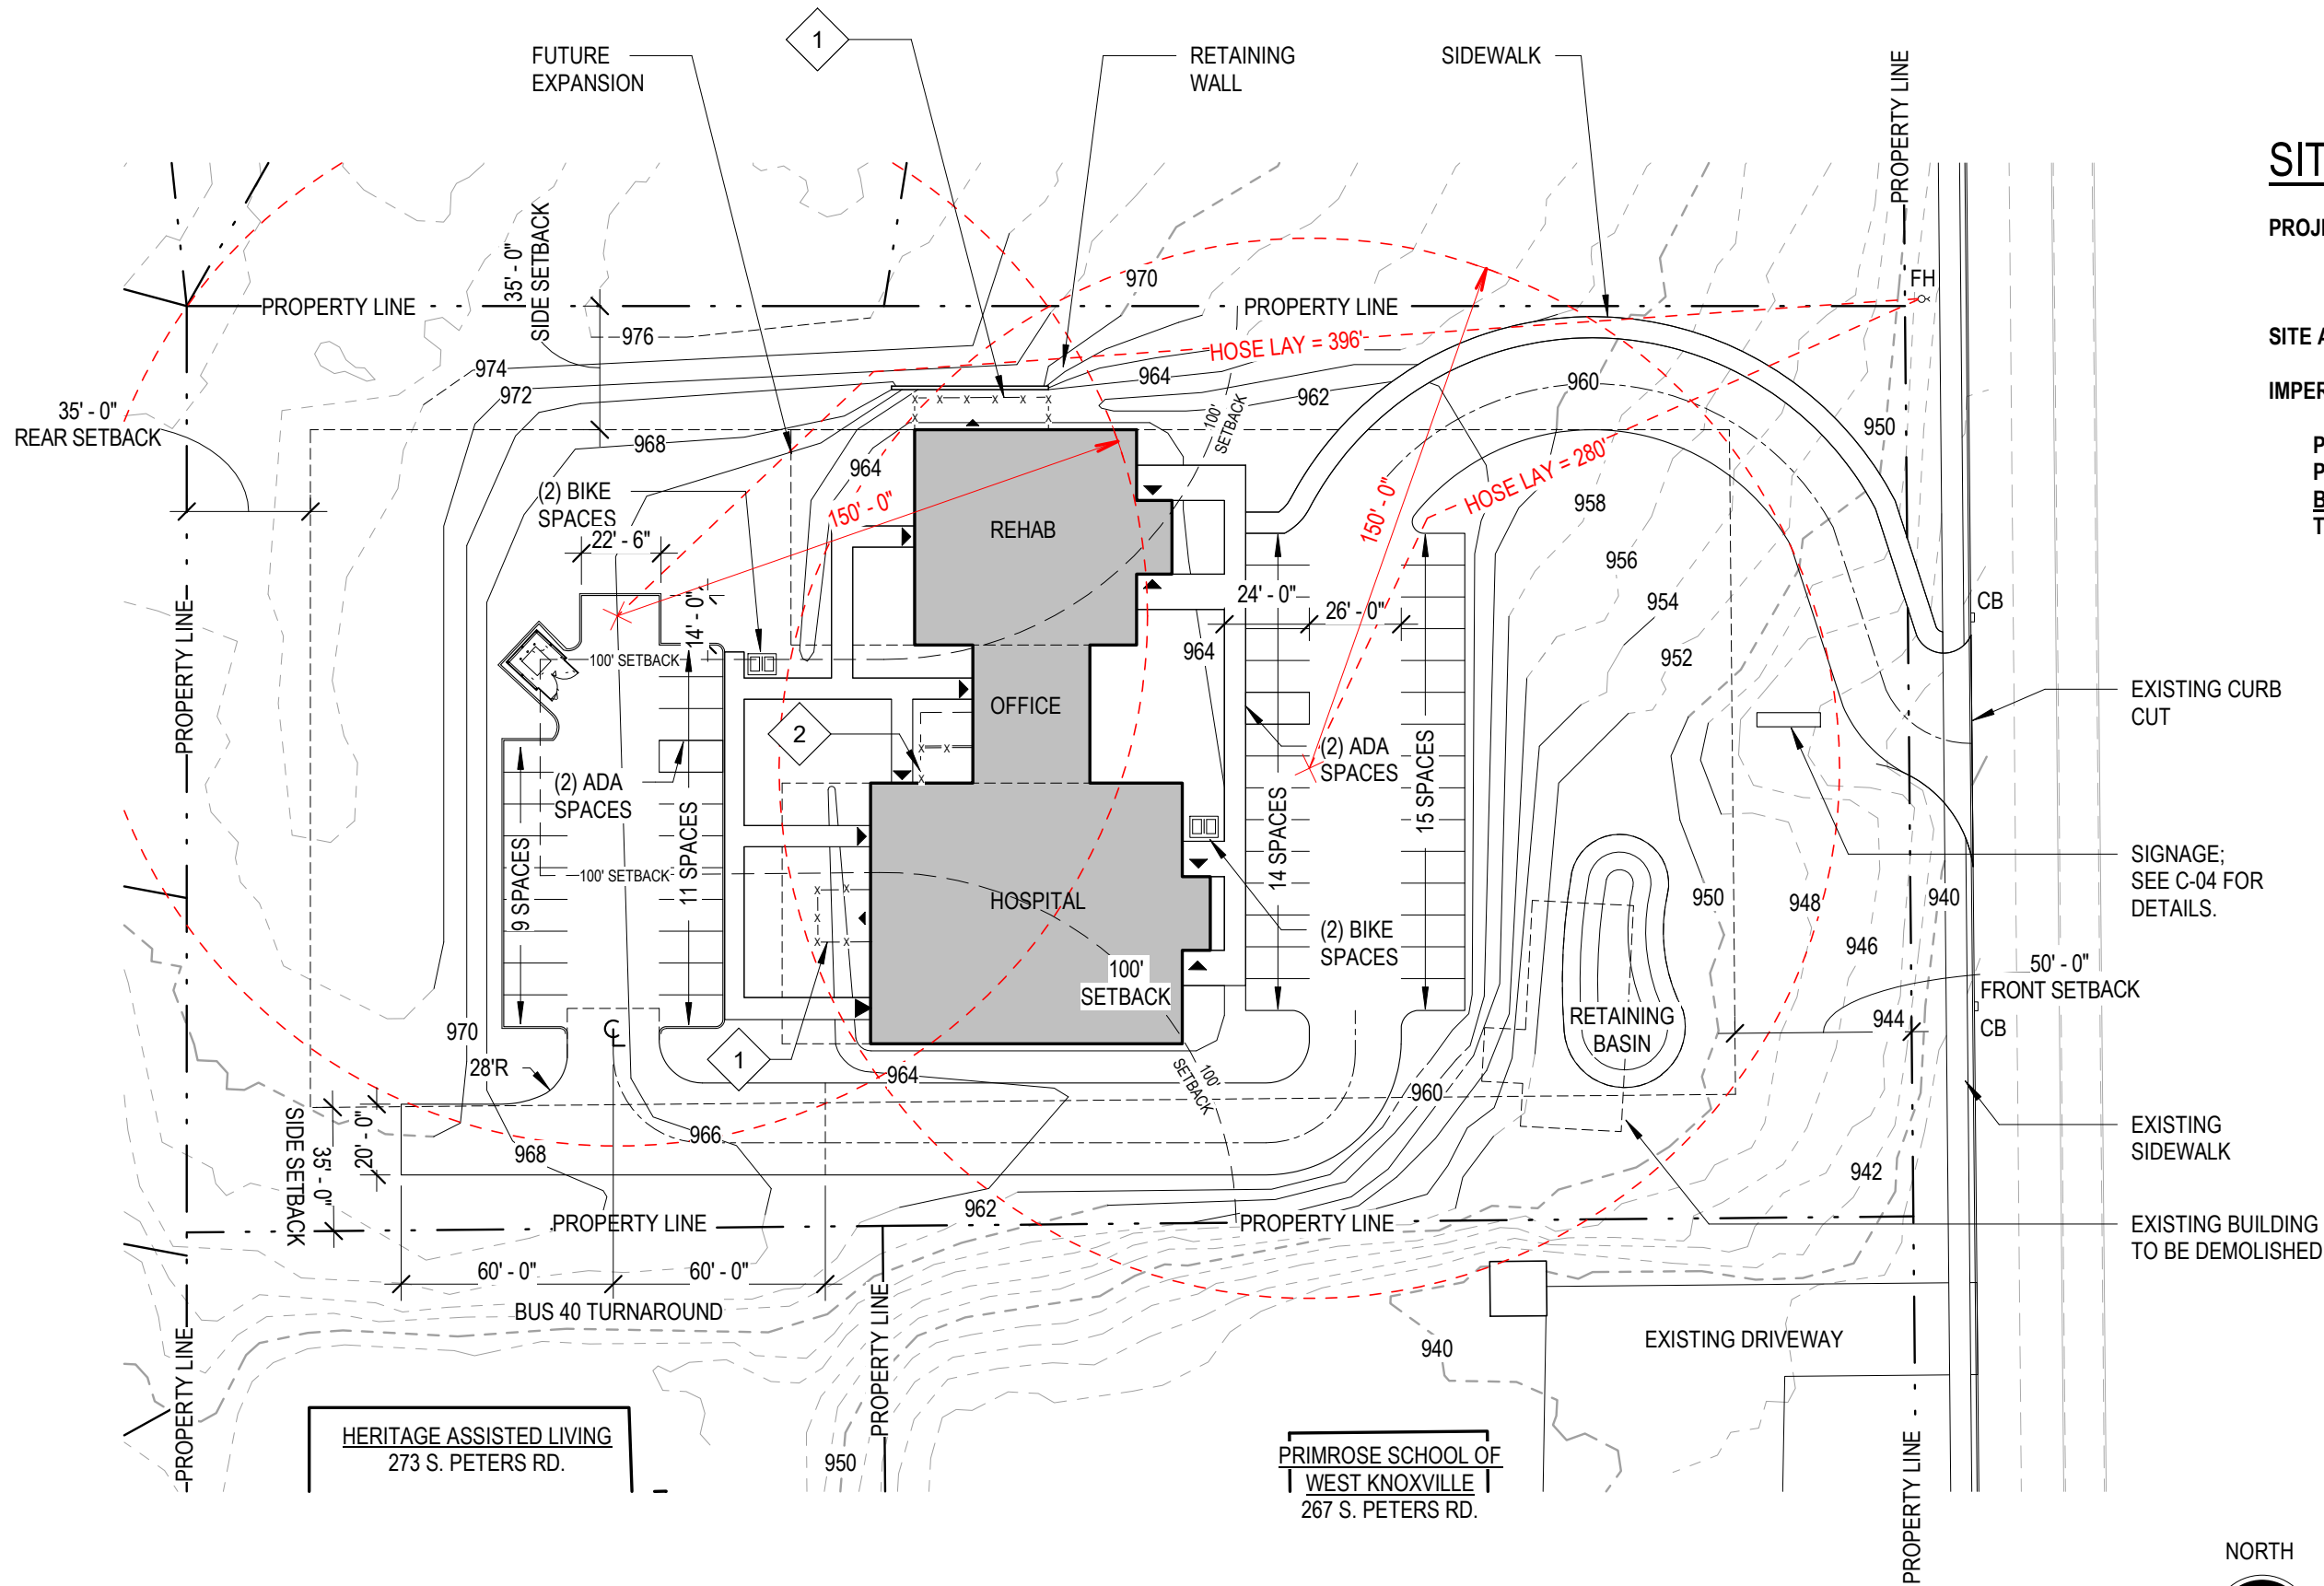 1
FUTURE
EXPANSION
RETAINING
WALL
SIDEWALK
PROPERTY LINE
SIT
PROJ
SITE A
IMPER
P
P
B
T
35' - 0"
SIDE SETBACK
970
FH
PROPERTY LINE
PROPERTY LINE
976
HOSE LAY = 396'
974
964
960
972
962
35' - 0"
REAR SETBACK
100'
SETBACK
950
968
964
HOSE LAY = 280'
(2) BIKE
SPACES
150' - 0"
150' - 0"
958
22' - 6"
REHAB
956
14' - 0"
24' - 0"
26' - 0"
954
CB
PROPERTY LINE
100' SETBACK
964
952
EXISTING CURB
CUT
OFFICE
2
(2) ADA
SPACES
15 SPACES
(2) ADA
SPACES
14 SPACES
11 SPACES
9 SPACES
100' SETBACK
SIGNAGE;
SEE C-04 FOR
DETAILS.
HOSPITAL
950
948
940
(2) BIKE
SPACES
946
100'
SETBACK
50' - 0"
FRONT SETBACK
970
CL
RETAINING
BASIN
944
CB
28'R
1
964
100'
SETBACK
960
SIDE SETBACK
35' - 0"
20' - 0"
966
968
EXISTING
SIDEWALK
942
962
PROPERTY LINE
PROPERTY LINE
EXISTING BUILDING
TO BE DEMOLISHED
60' - 0"
60' - 0"
BUS 40 TURNAROUND
PROPERTY LINE
PROPERTY LINE
940
EXISTING DRIVEWAY
HERITAGE ASSISTED LIVING
273 S. PETERS RD.
950
PRIMROSE SCHOOL OF
WEST KNOXVILLE
267 S. PETERS RD.
PROPERTY LINE
NORTH